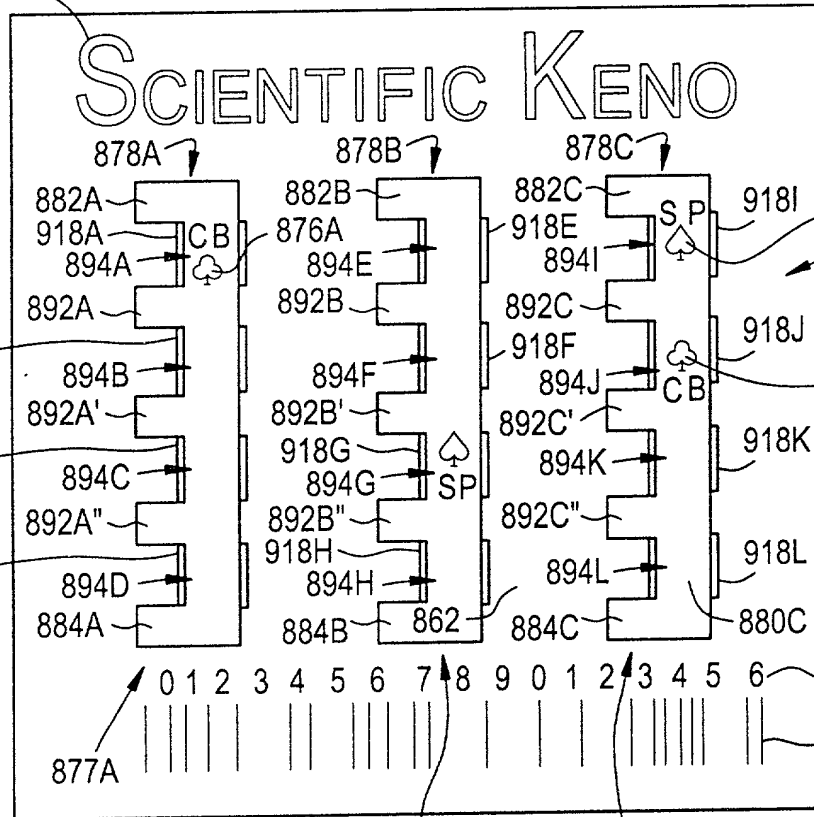 SCIENTIFIC KENO
878A 878B 878C
882A 882B 882C
918A CB 876A 918E SP 918I
894A 894E 894I
892A 892B 892C
894B 894F 918F 894J CB 918J
892A' 892B' 892C'
894C 918G 894G SP 894K 918K
892A" 892B" 892C"
894D 918H 894H 894L 918L
884A 884B 862 884C 880C
0 1 2 3 4 5 6 7 8 9 0 1 2 3 4 5 6
877A